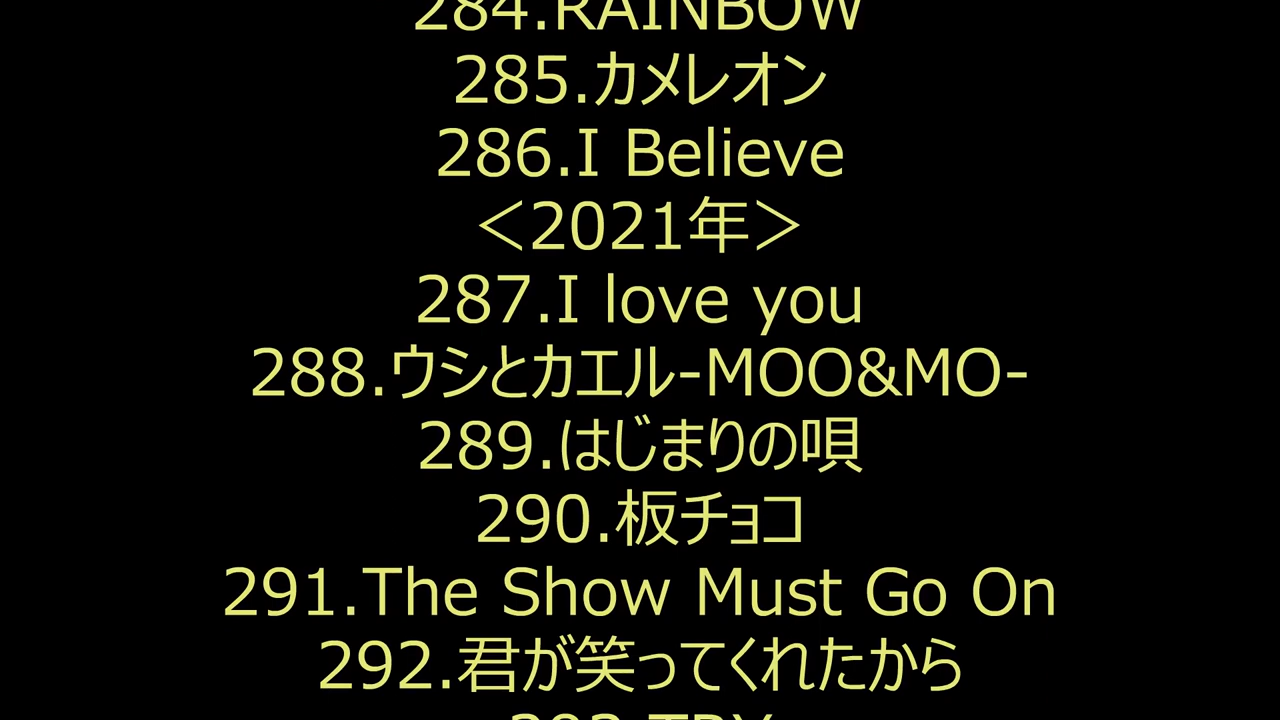 284.RAINBOW
285.カメレオン
286.I Believe
＜2021年＞
287.I love you
288.ウシとカエル-MOO&MO-
289.はじまりの唄
290.板チョコ
291.The Show Must Go On
292.君が笑ってくれたから
293.TRY